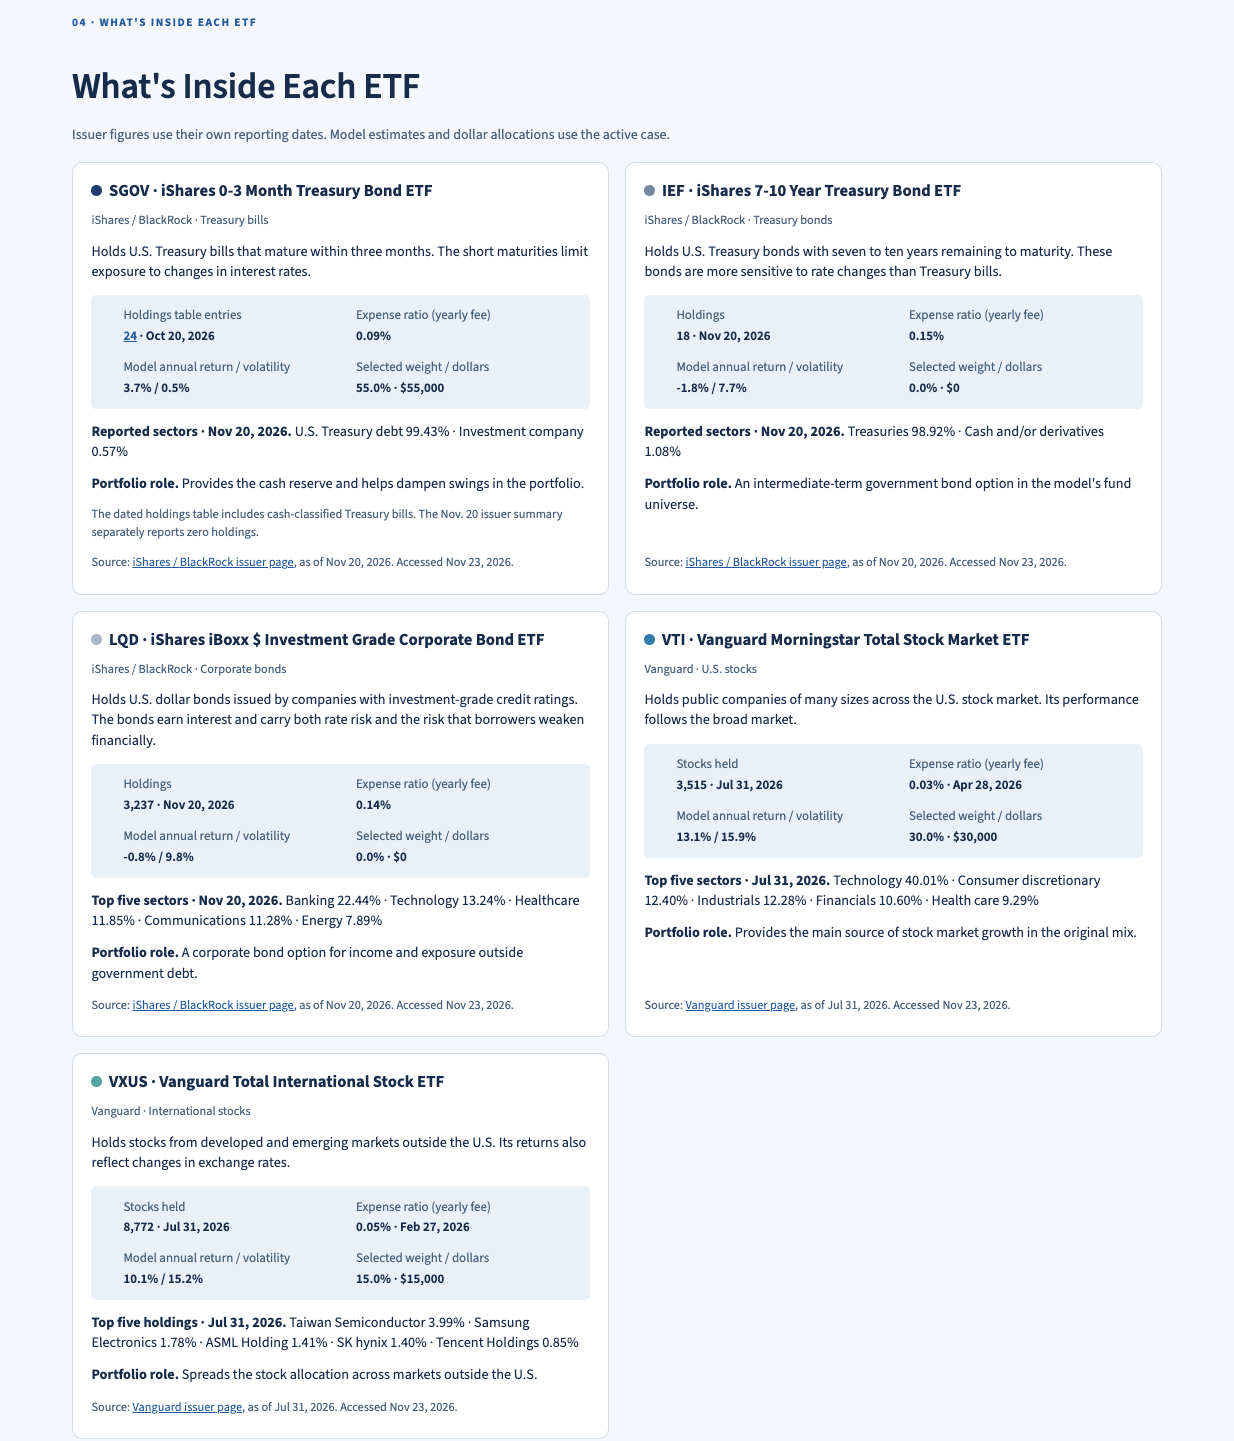 04 · WHAT'S INSIDE EACH ETF
What's Inside Each ETF
Issuer figures use their own reporting dates. Model estimates and dollar allocations use the active case.
SGOV · iShares 0-3 Month Treasury Bond ETF
iShares / BlackRock · Treasury bills
Holds U.S. Treasury bills that mature within three months. The short maturities limit
exposure to changes in interest rates.
Holdings table entries
24 · Oct 20, 2026
Expense ratio (yearly fee)
0.09%
Model annual return / volatility
3.7% / 0.5%
Selected weight / dollars
55.0% · $55,000
Reported sectors · Nov 20, 2026. U.S. Treasury debt 99.43% · Investment company
0.57%
Portfolio role. Provides the cash reserve and helps dampen swings in the portfolio.
The dated holdings table includes cash-classified Treasury bills. The Nov. 20 issuer summary
separately reports zero holdings.
Source: iShares / BlackRock issuer page, as of Nov 20, 2026. Accessed Nov 23, 2026.
IEF · iShares 7-10 Year Treasury Bond ETF
iShares / BlackRock · Treasury bonds
Holds U.S. Treasury bonds with seven to ten years remaining to maturity. These
bonds are more sensitive to rate changes than Treasury bills.
Holdings
18 · Nov 20, 2026
Expense ratio (yearly fee)
0.15%
Model annual return / volatility
-1.8% / 7.7%
Selected weight / dollars
0.0% · $0
Reported sectors · Nov 20, 2026. Treasuries 98.92% · Cash and/or derivatives
1.08%
Portfolio role. An intermediate-term government bond option in the model's fund
universe.
Source: iShares / BlackRock issuer page, as of Nov 20, 2026. Accessed Nov 23, 2026.
LQD · iShares iBoxx $ Investment Grade Corporate Bond ETF
iShares / BlackRock · Corporate bonds
Holds U.S. dollar bonds issued by companies with investment-grade credit ratings.
The bonds earn interest and carry both rate risk and the risk that borrowers weaken
financially.
Holdings
3,237 · Nov 20, 2026
Expense ratio (yearly fee)
0.14%
Model annual return / volatility
-0.8% / 9.8%
Selected weight / dollars
0.0% · $0
Top five sectors · Nov 20, 2026. Banking 22.44% · Technology 13.24% · Healthcare
11.85% · Communications 11.28% · Energy 7.89%
Portfolio role. A corporate bond option for income and exposure outside
government debt.
Source: iShares / BlackRock issuer page, as of Nov 20, 2026. Accessed Nov 23, 2026.
VTI · Vanguard Morningstar Total Stock Market ETF
Vanguard · U.S. stocks
Holds public companies of many sizes across the U.S. stock market. Its performance
follows the broad market.
Stocks held
3,515 · Jul 31, 2026
Expense ratio (yearly fee)
0.03% · Apr 28, 2026
Model annual return / volatility
13.1% / 15.9%
Selected weight / dollars
30.0% · $30,000
Top five sectors · Jul 31, 2026. Technology 40.01% · Consumer discretionary
12.40% · Industrials 12.28% · Financials 10.60% · Health care 9.29%
Portfolio role. Provides the main source of stock market growth in the original mix.
Source: Vanguard issuer page, as of Jul 31, 2026. Accessed Nov 23, 2026.
VXUS · Vanguard Total International Stock ETF
Vanguard · International stocks
Holds stocks from developed and emerging markets outside the U.S. Its returns also
reflect changes in exchange rates.
Stocks held
8,772 · Jul 31, 2026
Expense ratio (yearly fee)
0.05% · Feb 27, 2026
Model annual return / volatility
10.1% / 15.2%
Selected weight / dollars
15.0% · $15,000
Top five holdings · Jul 31, 2026. Taiwan Semiconductor 3.99% · Samsung
Electronics 1.78% · ASML Holding 1.41% · SK hynix 1.40% · Tencent Holdings 0.85%
Portfolio role. Spreads the stock allocation across markets outside the U.S.
Source: Vanguard issuer page, as of Jul 31, 2026. Accessed Nov 23, 2026.